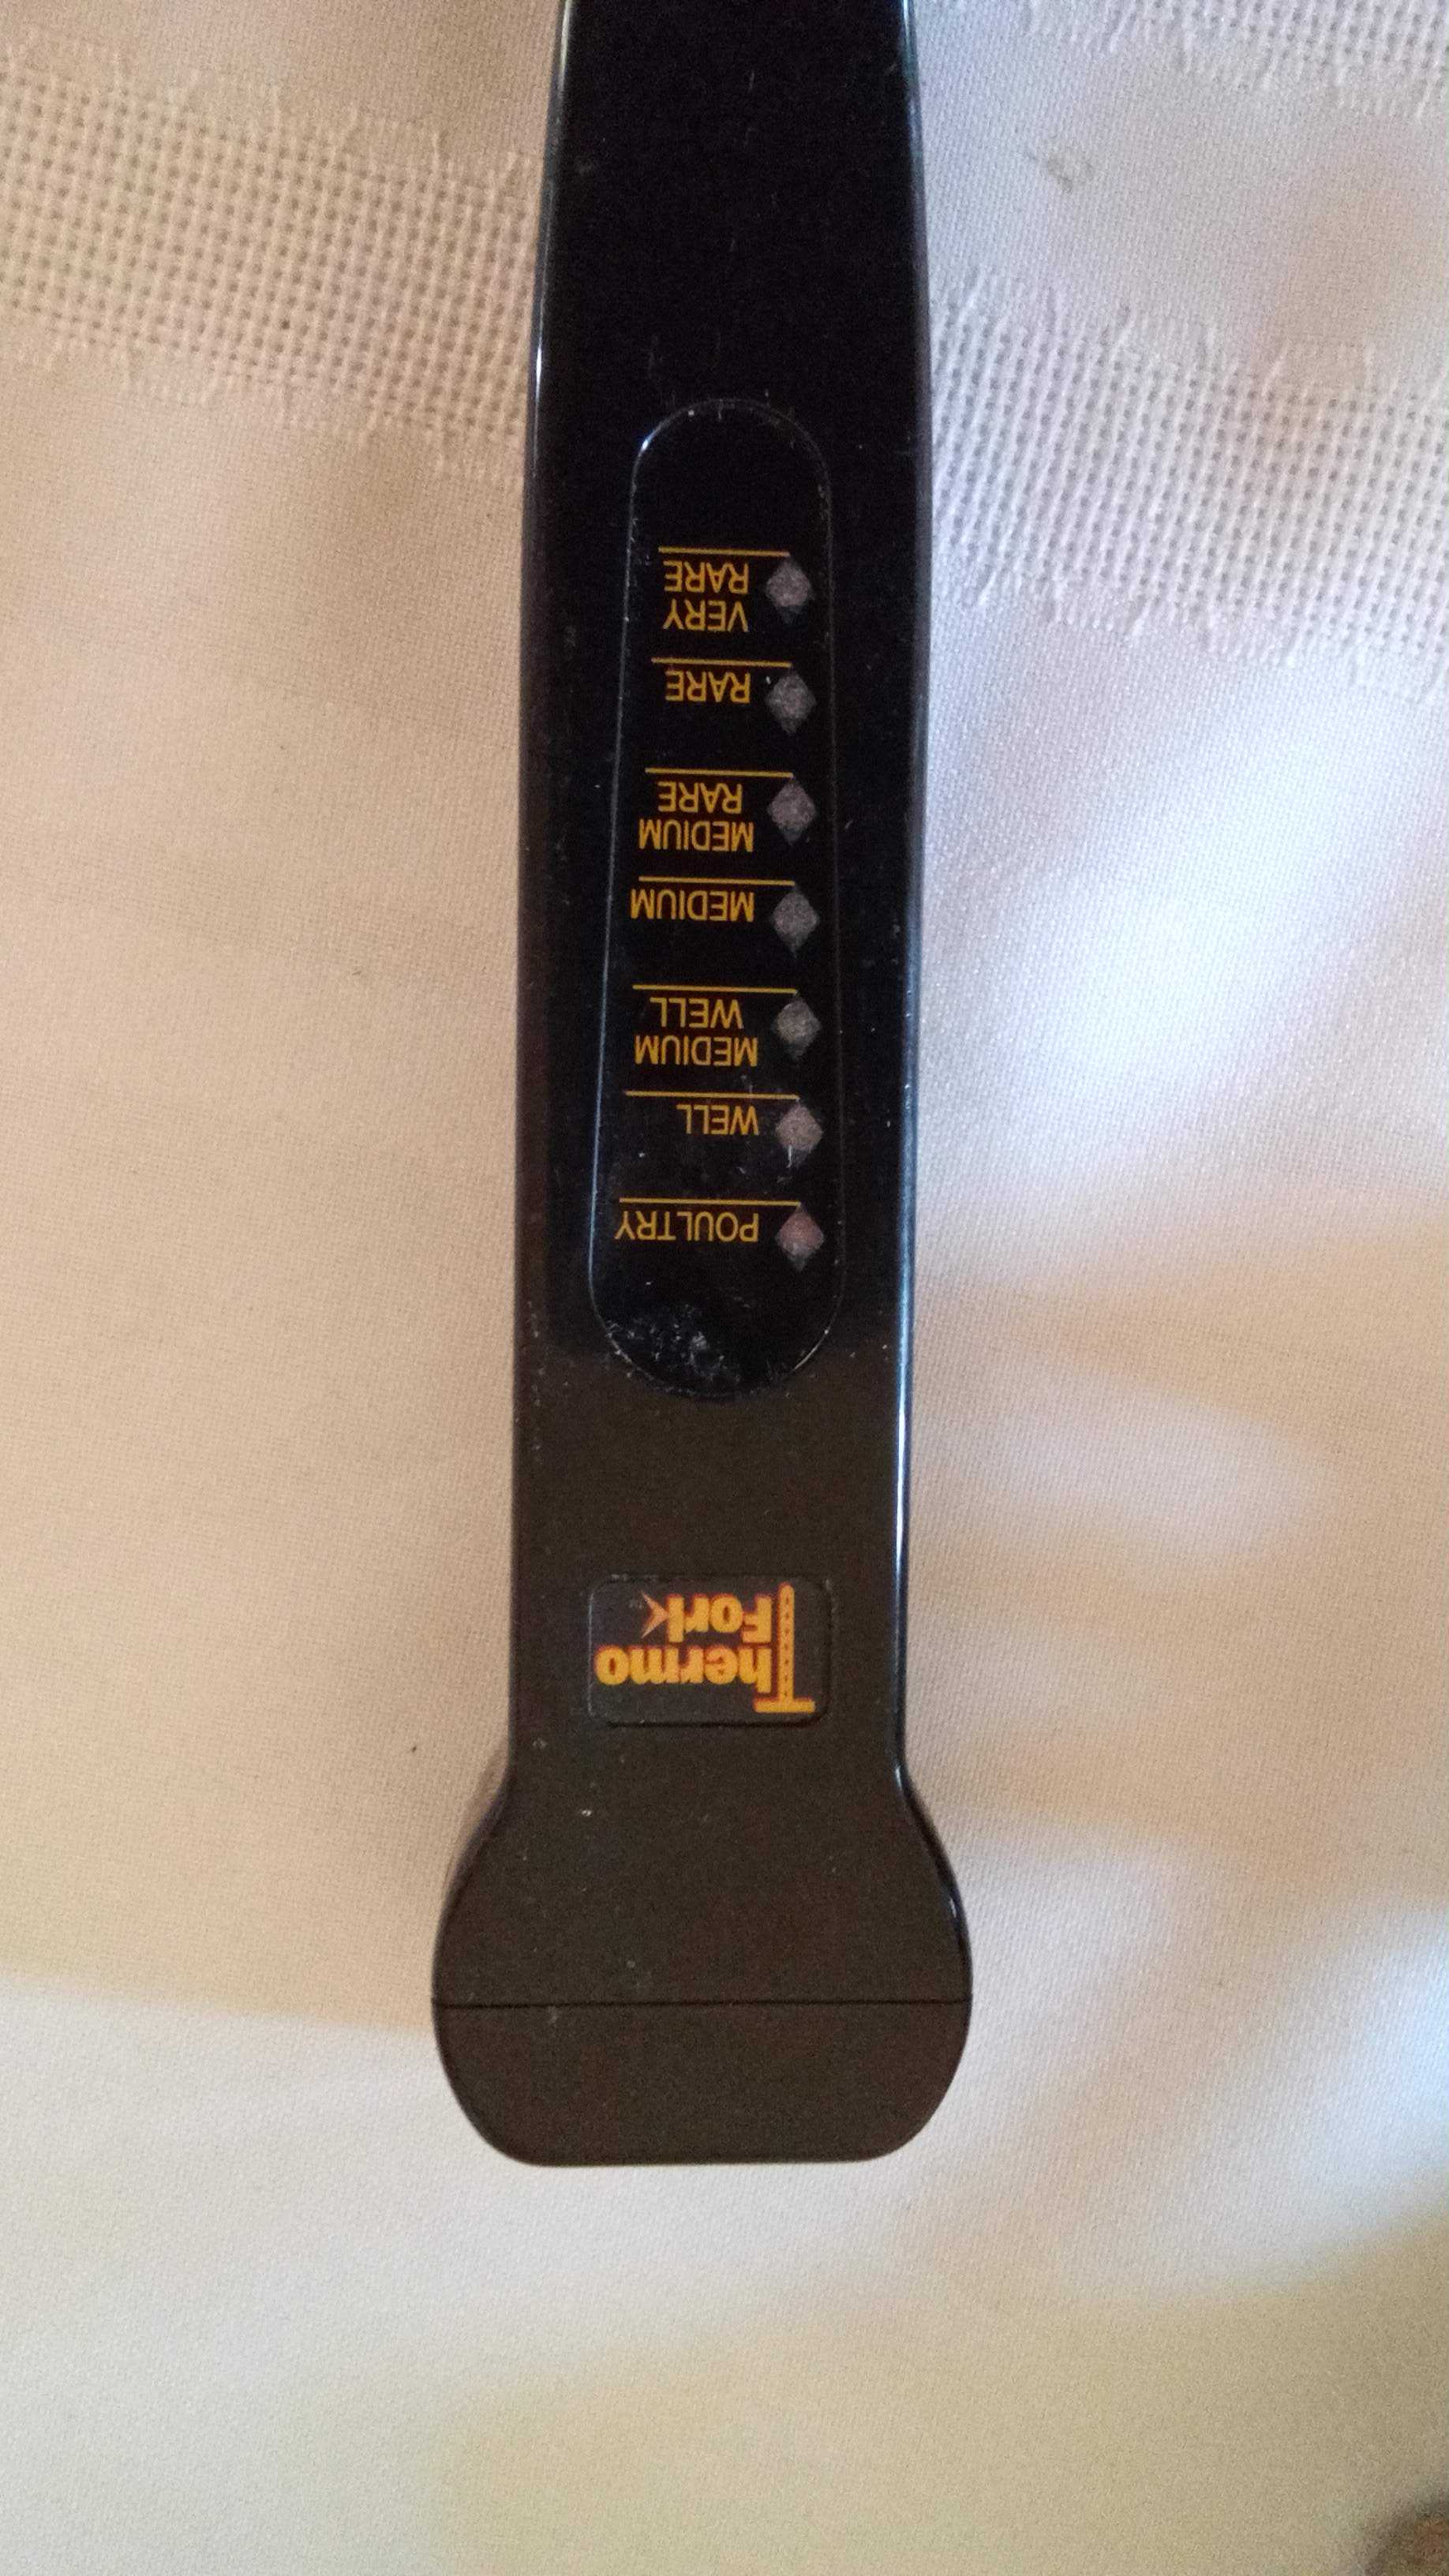 Thermo
Fork
POULTRY
WELL
MEDIUM
WELL
MEDIUM
MEDIUM
RARE
RARE
VERY
RARE